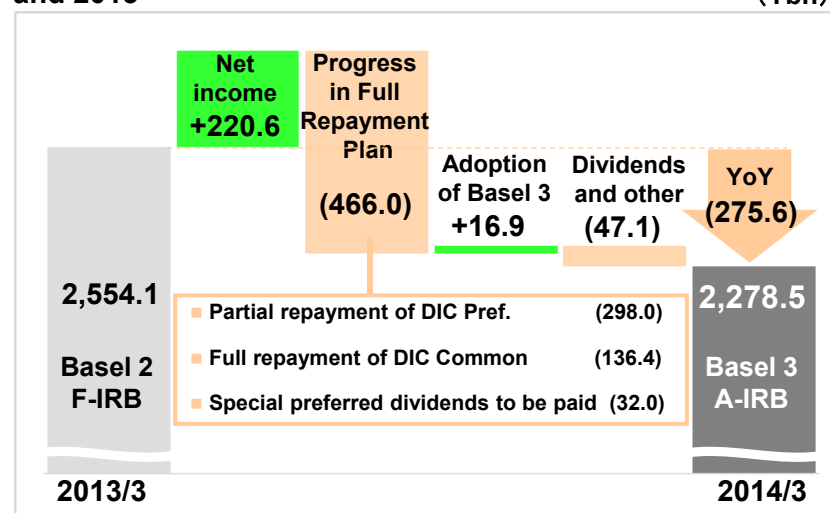 and 2013
Net
income
+220.6
Progress
in Full
Repayment
Plan
(466.0)
Adoption
of Basel 3
+16.9
Dividends
and other
(47.1)
YoY
(275.6)
2,554.1
Basel 2
F-IRB
■ Partial repayment of DIC Pref. (298.0)
■ Full repayment of DIC Common (136.4)
■ Special preferred dividends to be paid (32.0)
2,278.5
Basel 3
A-IRB
2013/3
2014/3